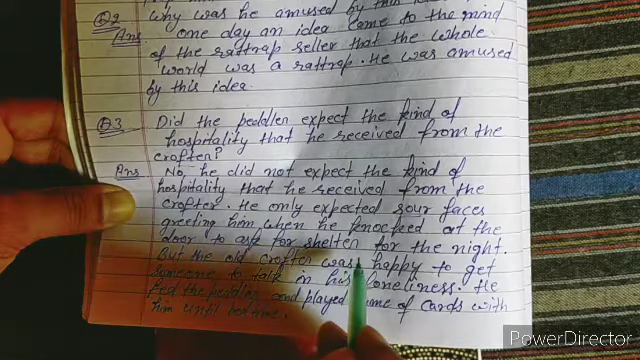 why was he amused by this
Q2
Ans One day an idea came to the mind
of the rattrap seller that the whole
world was a rattrap. He was amused
by this idea.
Q3 Did the peddler expect the kind of
hospitality that he received from the
crofter?
Ans No, he did not expect the kind of
hospitality that he received from the
crofter. He only expected sour faces
greeting him when he knocked at the
door to ask for shelter for the night.
But the old crofter was happy to get
someone to talk in his loneliness. He
fed the peddler and played game of cards with
him until bedtime.
PowerDirector